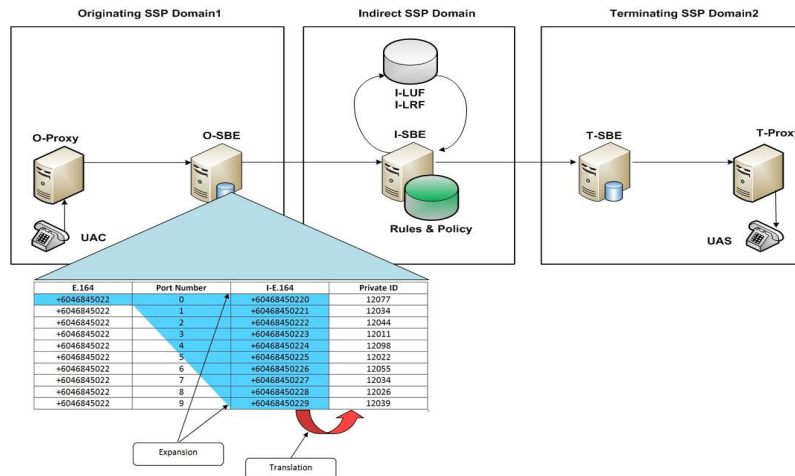 Originating SSP Domain1 Indirect SSP Domain Terminating SSP Domain2
I-LUF
I-LRF
O-Proxy O-SBE I-SBE T-SBE T-Proxy
UAC Rules & Policy UAS
E.164 Port Number I-E.164 Private ID
+6046845022 0 +60468450220 12077
+6046845022 1 +60468450221 12034
+6046845022 2 +60468450222 12044
+6046845022 3 +60468450223 12011
+6046845022 4 +60468450224 12098
+6046845022 5 +60468450225 12022
+6046845022 6 +60468450226 12055
+6046845022 7 +60468450227 12034
+6046845022 8 +60468450228 12026
+6046845022 9 +60468450229 12039
Expansion
Translation